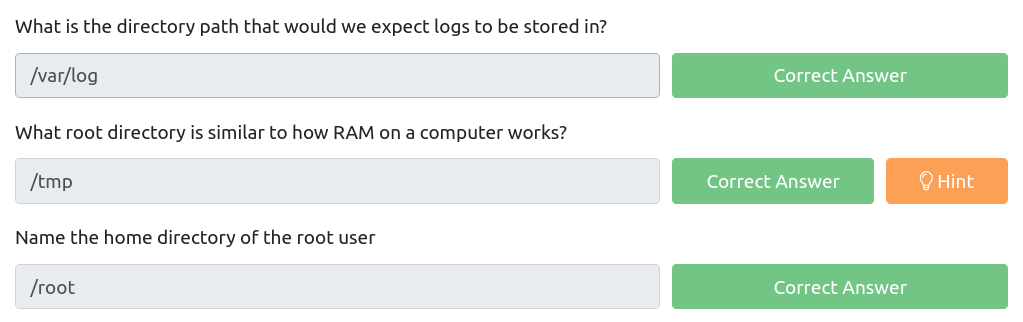 What is the directory path that would we expect logs to be stored in?
/var/log
Correct Answer
What root directory is similar to how RAM on a computer works?
/tmp
Correct Answer
Hint
Name the home directory of the root user
/root
Correct Answer